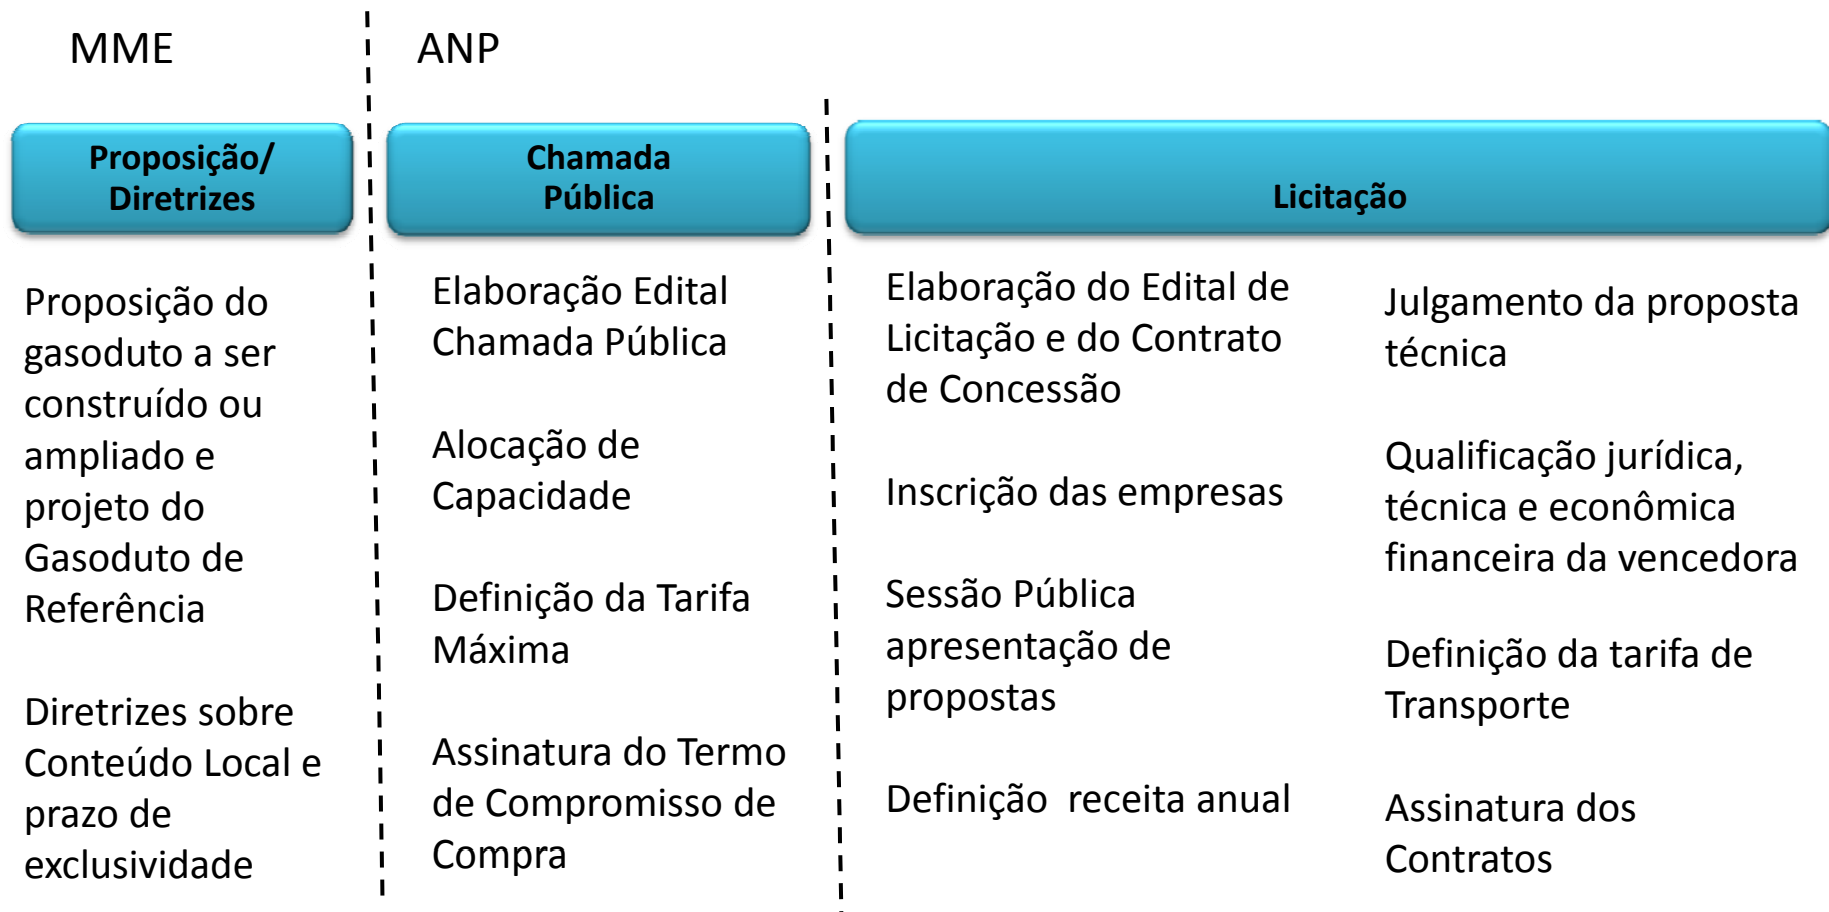 MME
ANP
Proposição/
Diretrizes
Chamada
Pública
Licitação
Proposição do
gasoduto a ser
construído ou
ampliado e
projeto do
Gasoduto de
Referência
Diretrizes sobre
Conteúdo Local e
prazo de
exclusividade
Elaboração Edital
Chamada Pública
Alocação de
Capacidade
Definição da Tarifa
Máxima
Assinatura do Termo
de Compromisso de
Compra
Elaboração do Edital de
Licitação e do Contrato
de Concessão
Inscrição das empresas
Sessão Pública
apresentação de
propostas
Definição  receita anual
Julgamento da proposta
técnica
Qualificação jurídica,
técnica e econômica
financeira da vencedora
Definição da tarifa de
Transporte
Assinatura dos
Contratos